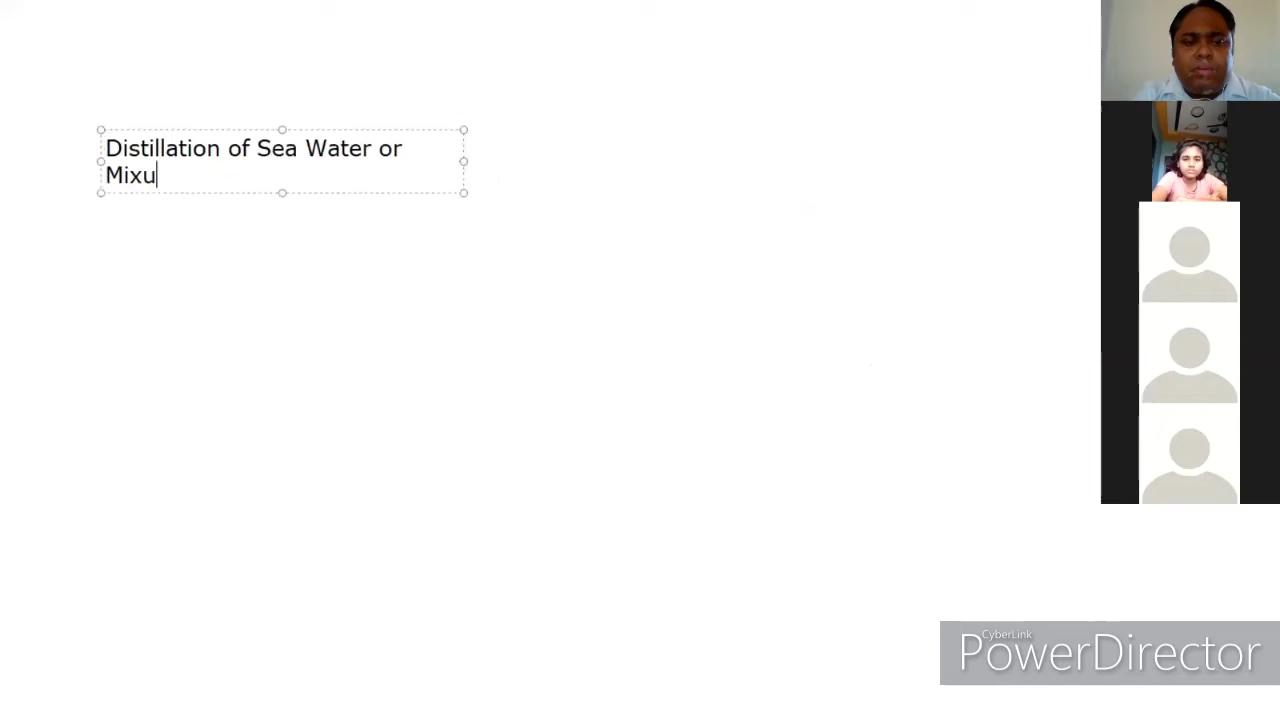 Distillation of Sea Water or
Mixu
CyberLink
PowerDirector